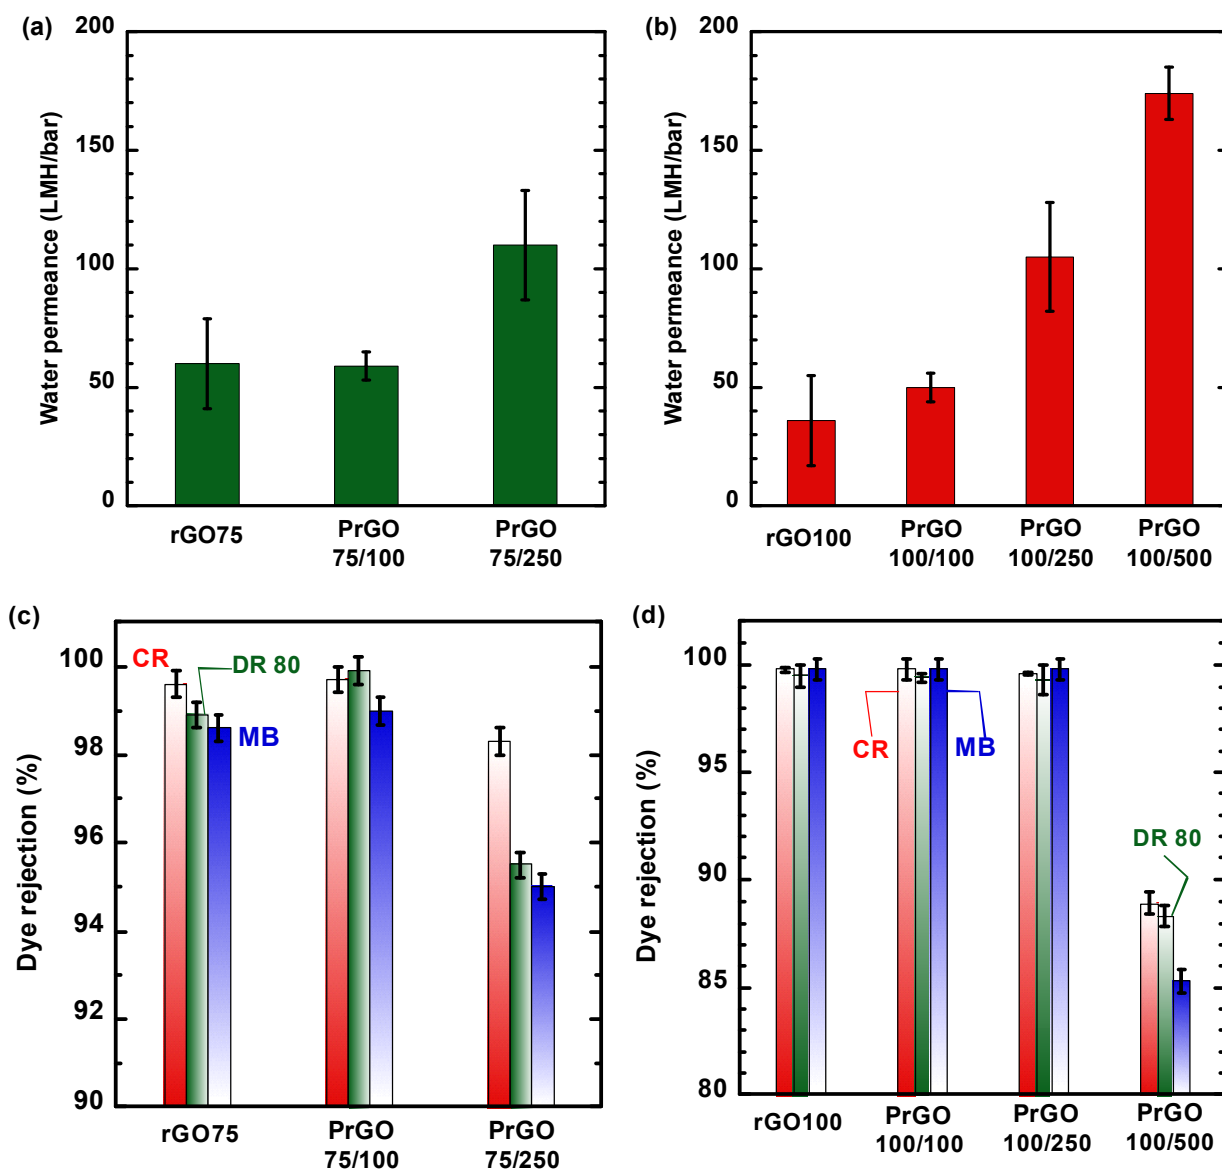 (a)
200
150
100
50
0
Water permeance (LMH/bar)
rGO75
PrGO
75/100
PrGO
75/250
(b)
200
150
100
50
0
Water permeance (LMH/bar)
rGO100
PrGO
100/100
PrGO
100/250
PrGO
100/500
(c)
100
98
96
94
92
90
Dye rejection (%)
CR
DR 80
MB
rGO75
PrGO
75/100
PrGO
75/250
(d)
100
95
90
85
80
Dye rejection (%)
CR
MB
DR 80
rGO100
PrGO
100/100
PrGO
100/250
PrGO
100/500